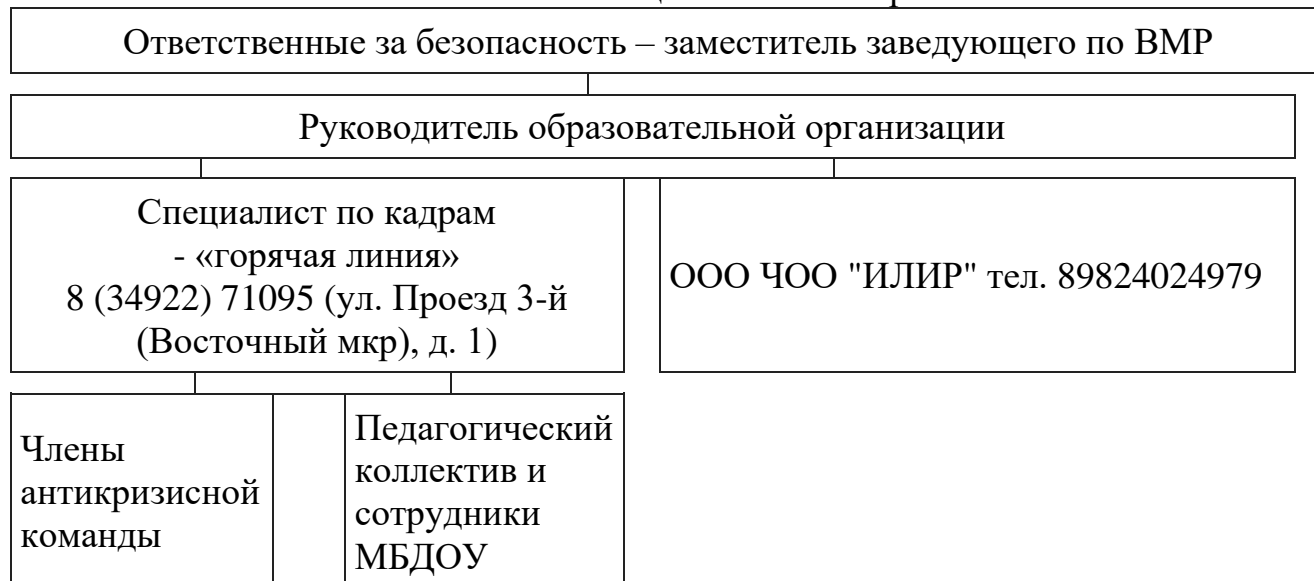 Ответственные за безопасность – заместитель заведующего по ВМР
Руководитель образовательной организации
Специалист по кадрам
- «горячая линия»
8 (34922) 71095 (ул. Проезд 3-й
(Восточный мкр), д. 1)
ООО ЧОО "ИЛИР" тел. 89824024979
Члены
антикризисной
команды
Педагогический
коллектив и
сотрудники
МБДОУ